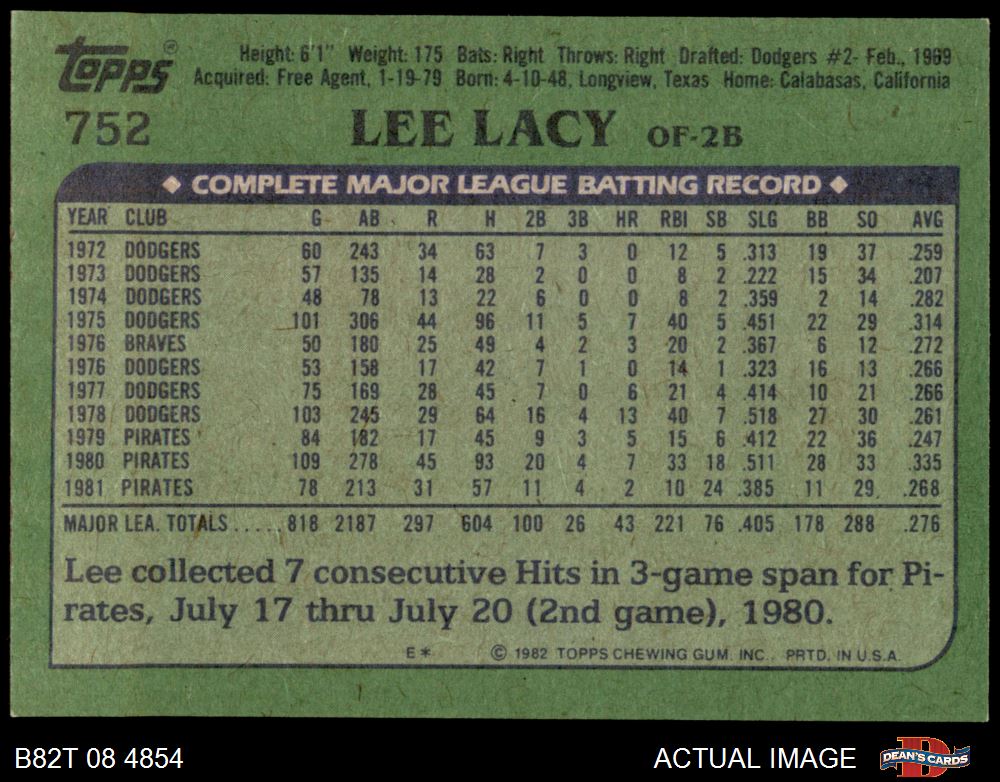 Topps® Height: 6'1" Weight: 175 Bats: Right Throws: Right Drafted: Dodgers #2- Feb., 1969
Acquired: Free Agent, 1-19-79 Born: 4-10-48, Longview, Texas Home: Calabasas, California
752 LEE LACY OF-2B
◆ COMPLETE MAJOR LEAGUE BATTING RECORD ◆
YEAR CLUB G AB R H 2B 3B HR RBI SB SLG BB SO AVG
1972 DODGERS 60 243 34 63 7 3 0 12 5 .313 19 37 .259
1973 DODGERS 57 135 14 28 2 0 0 8 2 .222 15 34 .207
1974 DODGERS 48 78 13 22 6 0 0 8 2 .359 2 14 .282
1975 DODGERS 101 306 44 96 11 5 7 40 5 .451 22 29 .314
1976 BRAVES 50 180 25 49 4 2 3 20 2 .367 6 12 .272
1976 DODGERS 53 158 17 42 7 1 0 14 1 .323 16 13 .266
1977 DODGERS 75 169 28 45 7 0 6 21 4 .414 10 21 .266
1978 DODGERS 103 245 29 64 16 4 13 40 7 .518 27 30 .261
1979 PIRATES 84 182 17 45 9 3 5 15 6 .412 22 36 .247
1980 PIRATES 109 278 45 93 20 4 7 33 18 .511 28 33 .335
1981 PIRATES 78 213 31 57 11 4 2 10 24 .385 11 29 .268
MAJOR LEA. TOTALS.....818 2187 297 604 100 26 43 221 76 .405 178 288 .276
Lee collected 7 consecutive Hits in 3-game span for Pi-
rates, July 17 thru July 20 (2nd game), 1980.
E* © 1982 TOPPS CHEWING GUM, INC., PRTD. IN U.S.A.
B82T 08 4854 ACTUAL IMAGE DEAN'S CARDS